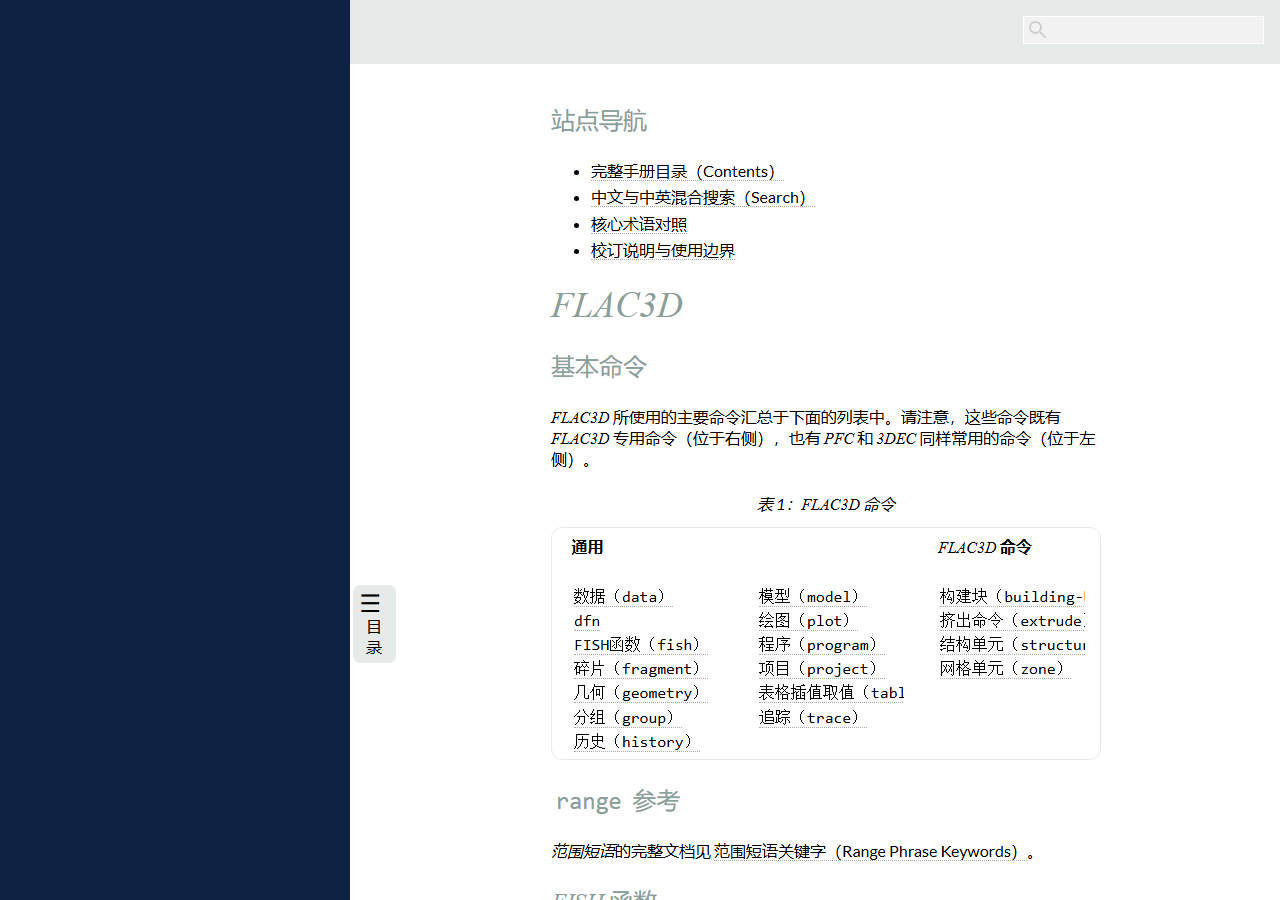 站点导航
完整手册目录（Contents）
中文与中英混合搜索（Search）
核心术语对照
校订说明与使用边界
FLAC3D
基本命令
FLAC3D 所使用的主要命令汇总于下面的列表中。请注意，这些命令既有
FLAC3D 专用命令（位于右侧），也有 PFC 和 3DEC 同样常用的命令（位于左
侧）。
表 1： FLAC3D 命令
通用 FLAC3D 命令
数据（data） 模型（model） 构建块（building-
dfn 绘图（plot） 挤出命令（extrude
FISH函数（fish） 程序（program） 结构单元（structu
碎片（fragment） 项目（project） 网格单元（zone）
几何（geometry） 表格插值取值（tabl
分组（group） 追踪（trace）
历史（history）
☰
目
录
range 参考
范围短语的完整文档见 范围短语关键字（Range Phrase Keywords）。
FISH 函数